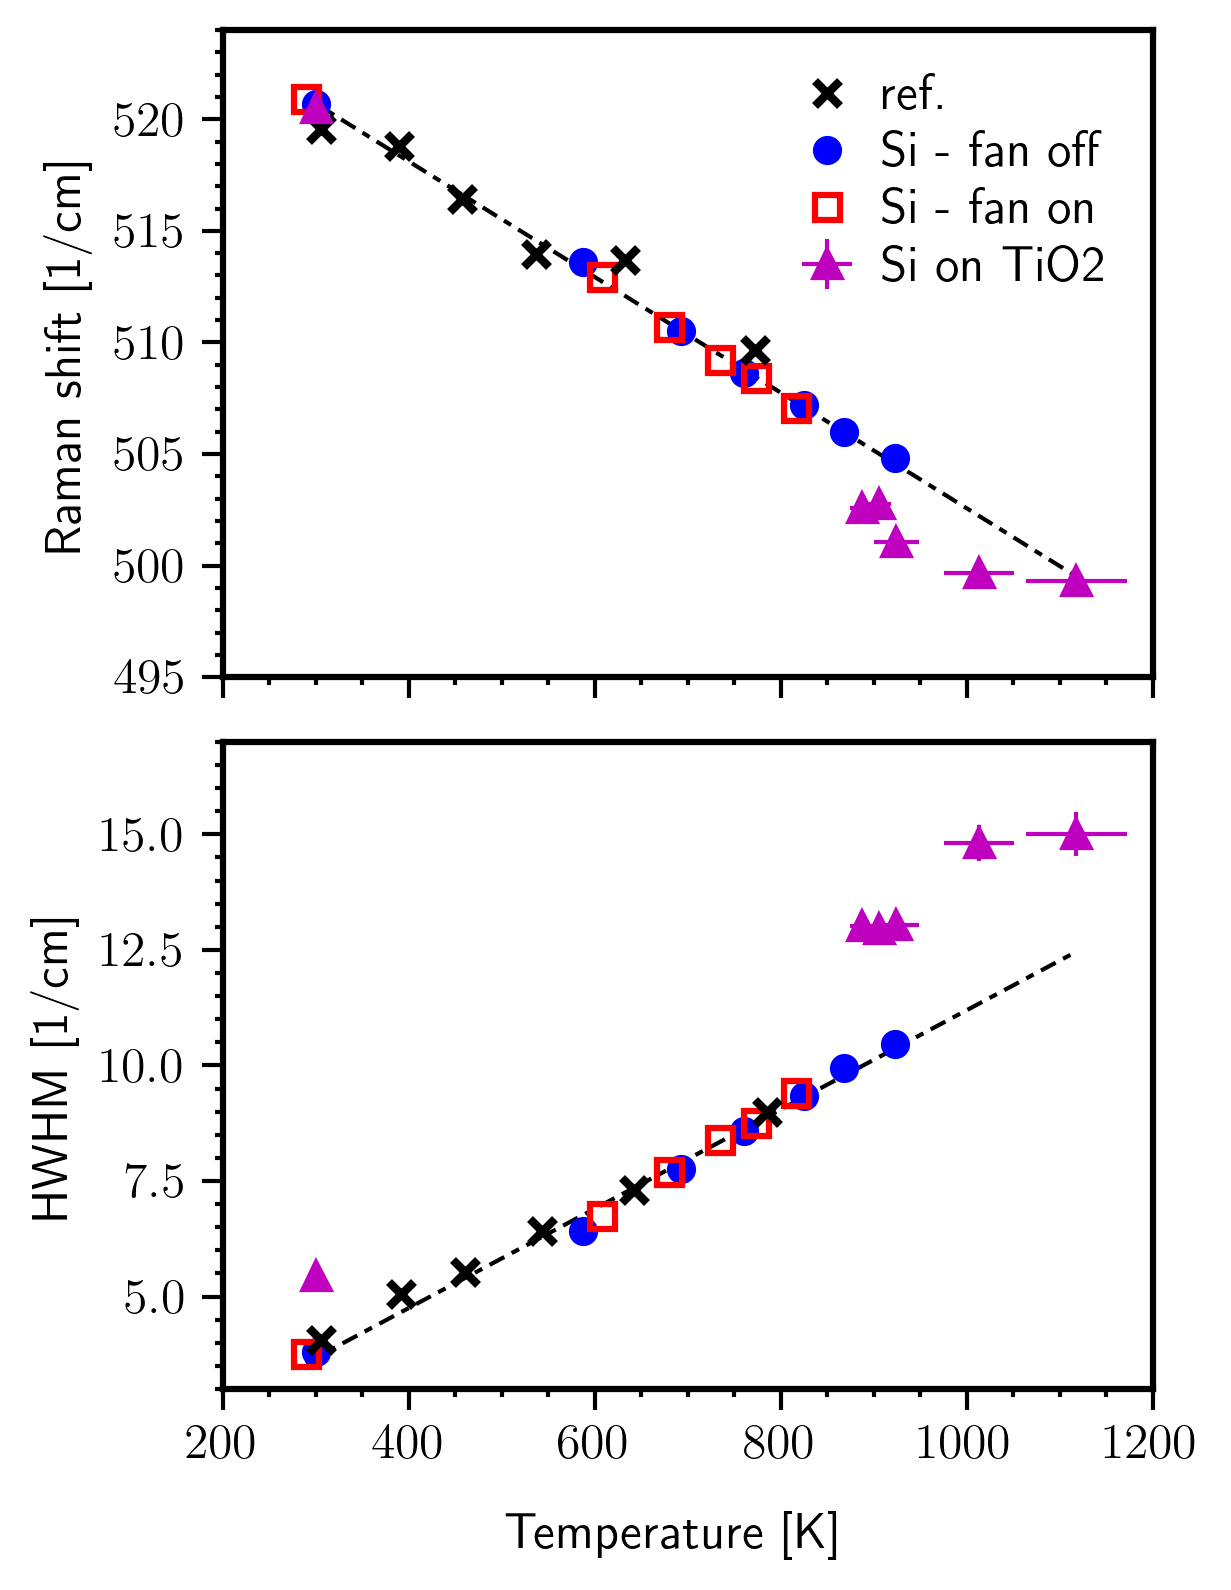 520
515
510
505
500
495
Raman shift [1/cm]
ref.
Si - fan off
Si - fan on
Si on TiO2
15.0
12.5
10.0
7.5
5.0
HWHM [1/cm]
200 400 600 800 1000 1200
Temperature [K]